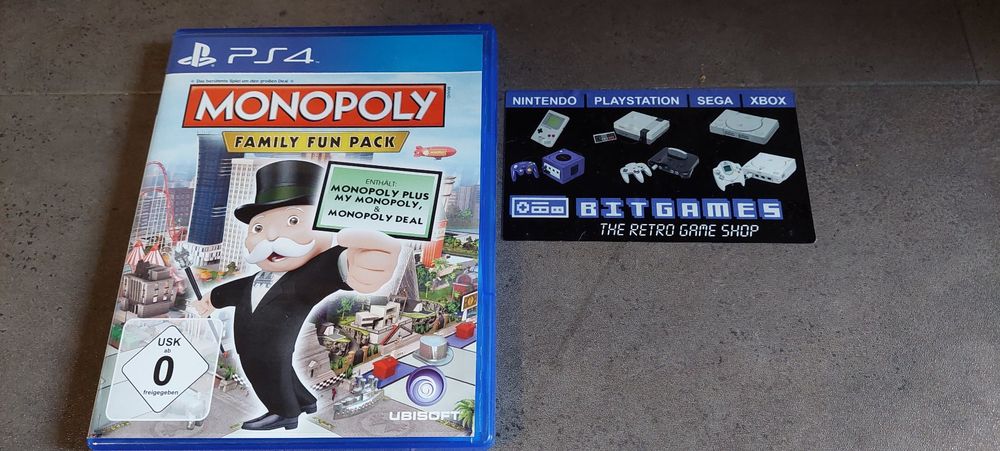 PS4
Das berühmte Spiel um den großen Deal
MONOPOLY
FAMILY FUN PACK
ENTHÄLT:
MONOPOLY PLUS
MY MONOPOLY,
&
MONOPOLY DEAL
USK
ab
0
freigegeben
UBISOFT
NINTENDO | PLAYSTATION | SEGA | XBOX
BITGAMES
THE RETRO GAME SHOP